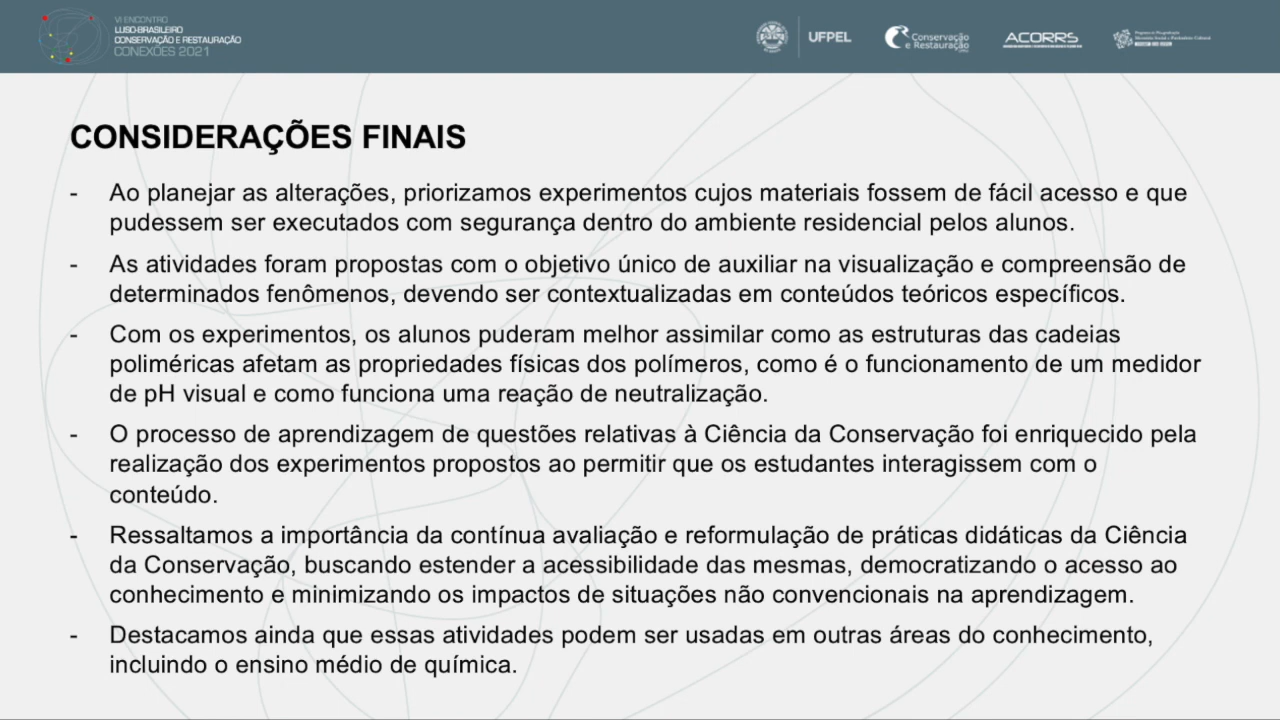 VI ENCONTRO
LUSO-BRASILEIRO
CONSERVAÇÃO E RESTAURAÇÃO
CONEXÕES 2021
UFPEL
Conservação
e Restauração
ACORRS
CONSIDERAÇÕES FINAIS
- Ao planejar as alterações, priorizamos experimentos cujos materiais fossem de fácil acesso e que
pudessem ser executados com segurança dentro do ambiente residencial pelos alunos.
- As atividades foram propostas com o objetivo único de auxiliar na visualização e compreensão de
determinados fenômenos, devendo ser contextualizadas em conteúdos teóricos específicos.
- Com os experimentos, os alunos puderam melhor assimilar como as estruturas das cadeias
poliméricas afetam as propriedades físicas dos polímeros, como é o funcionamento de um medidor
de pH visual e como funciona uma reação de neutralização.
- O processo de aprendizagem de questões relativas à Ciência da Conservação foi enriquecido pela
realização dos experimentos propostos ao permitir que os estudantes interagissem com o
conteúdo.
- Ressaltamos a importância da contínua avaliação e reformulação de práticas didáticas da Ciência
da Conservação, buscando estender a acessibilidade das mesmas, democratizando o acesso ao
conhecimento e minimizando os impactos de situações não convencionais na aprendizagem.
- Destacamos ainda que essas atividades podem ser usadas em outras áreas do conhecimento,
incluindo o ensino médio de química.